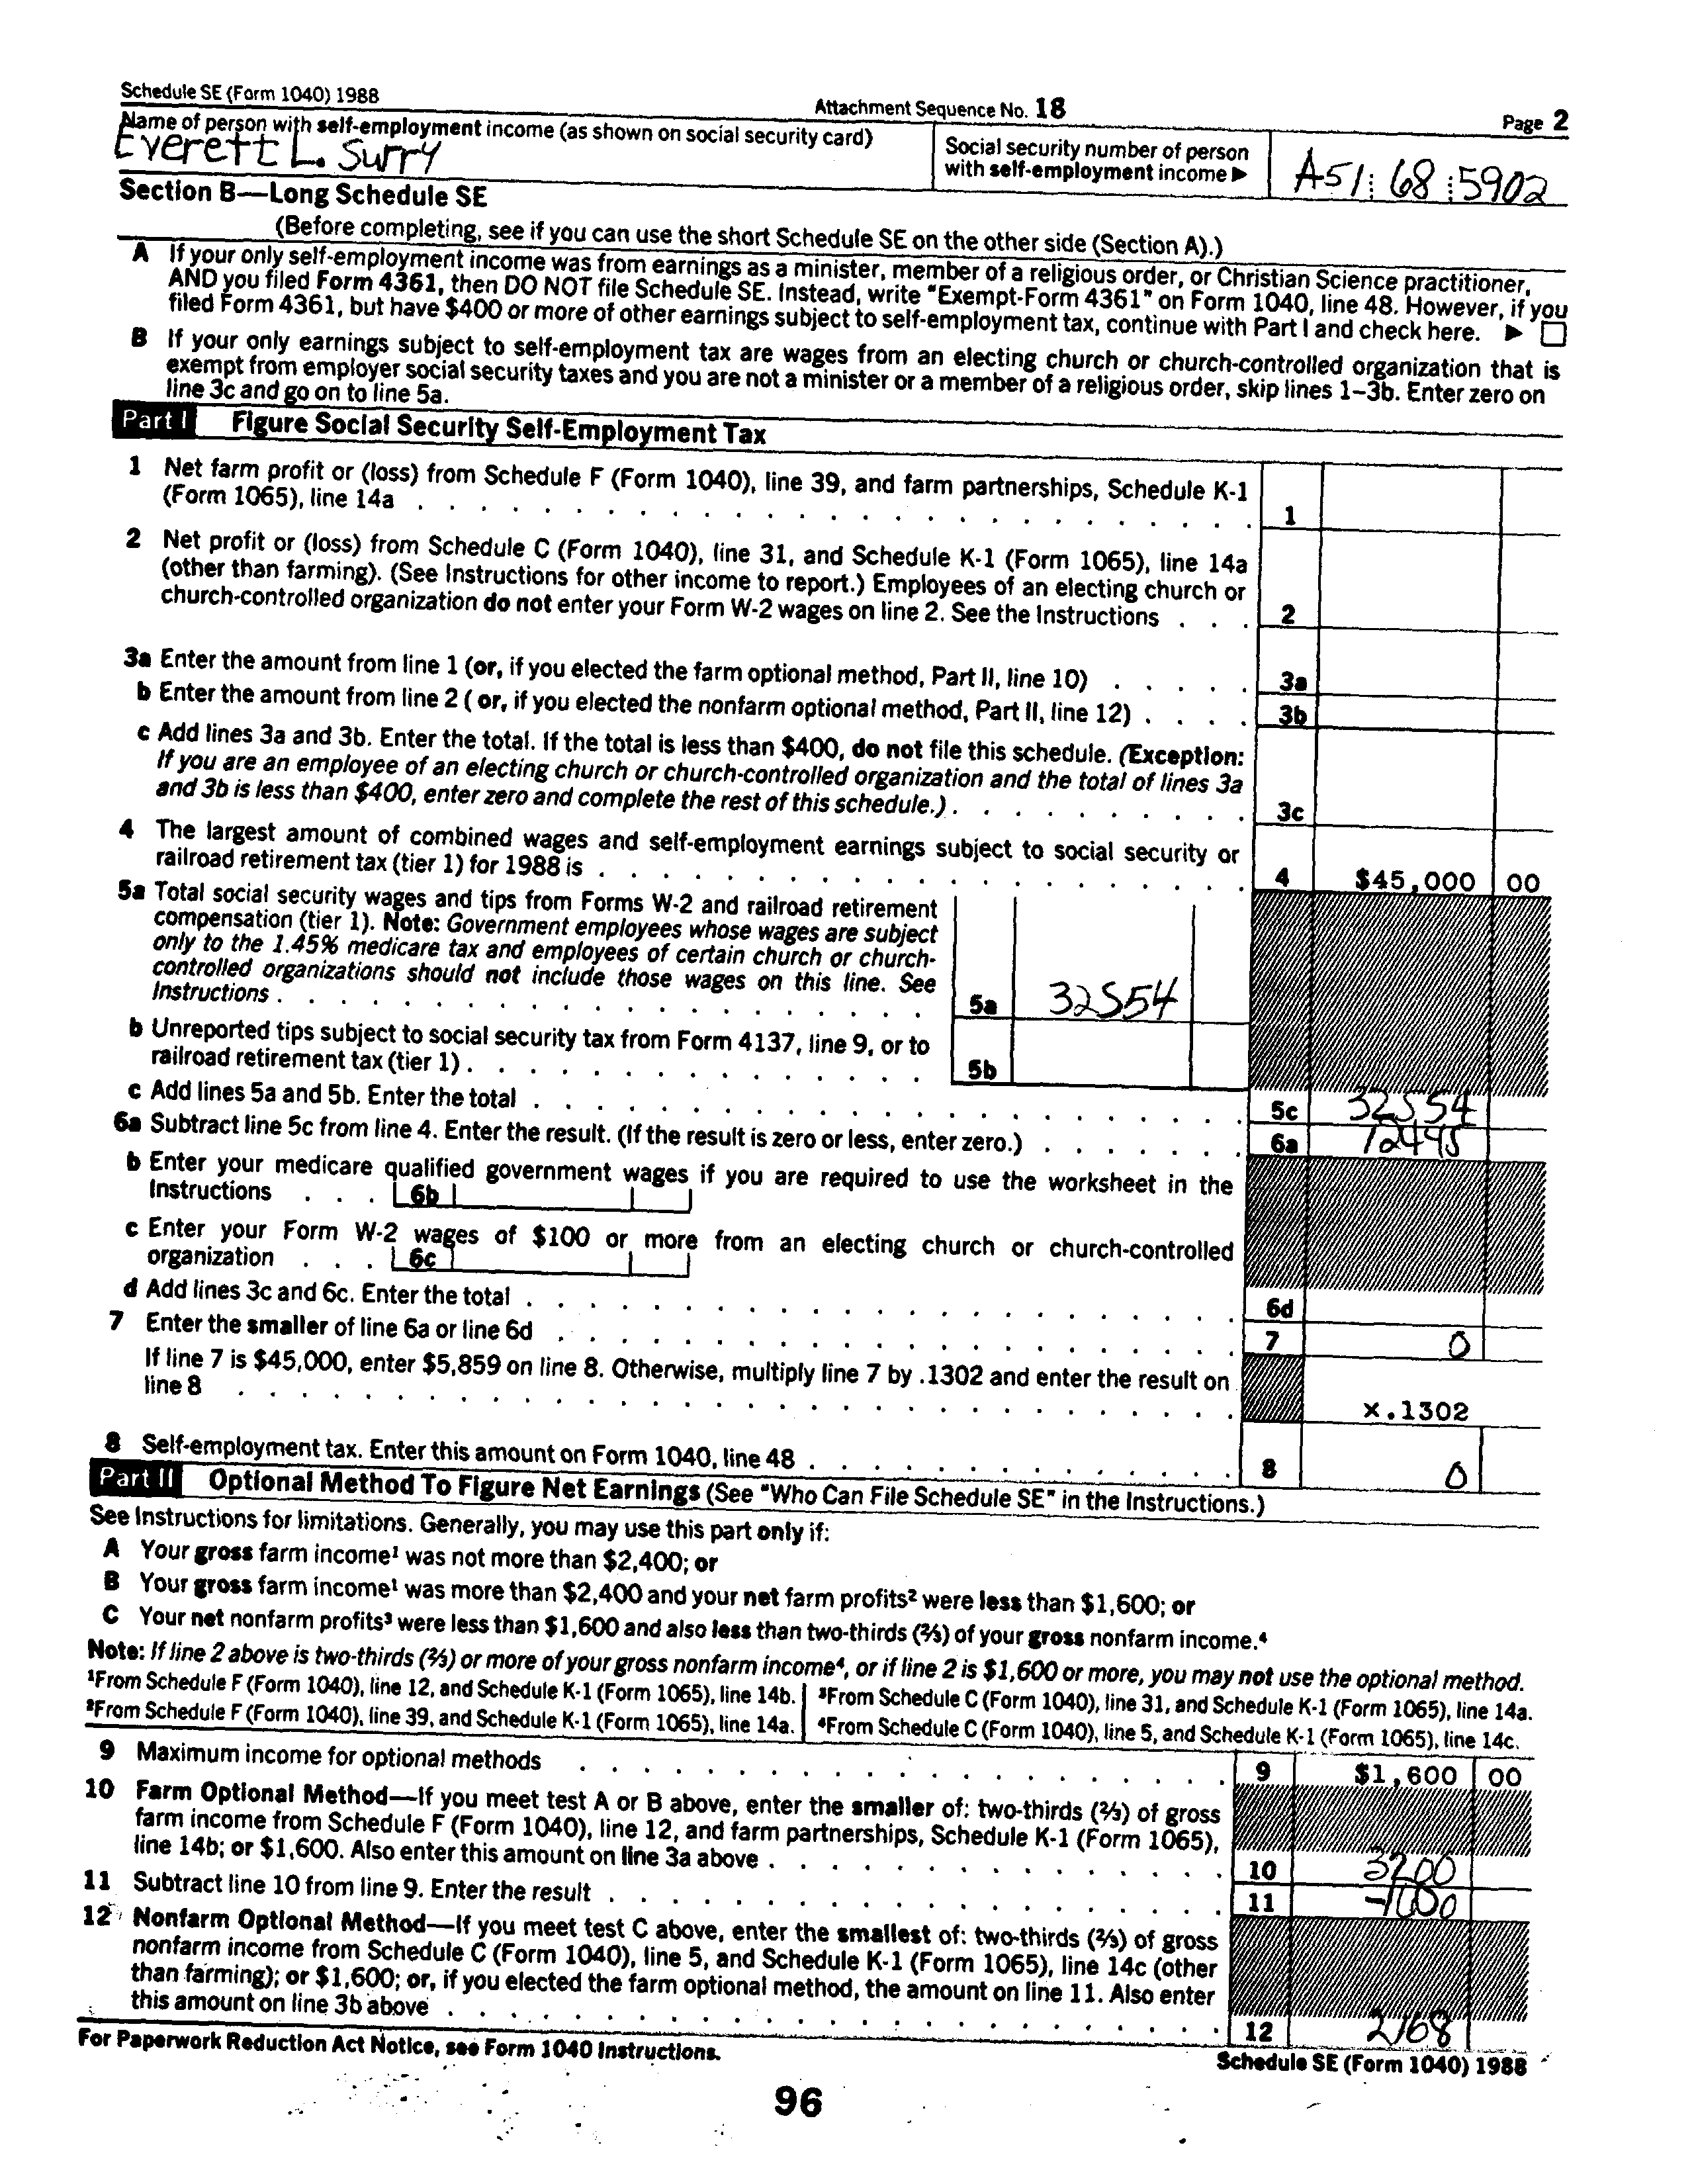 Schedule SE (Form 1040) 1988
Attachment Sequence No. 18
Page 2
Name of person with self-employment income (as shown on social security card)
Everett L. Surry
Social security number of person
with self-employment income ▶
A51:68:5902
Section B—Long Schedule SE
(Before completing, see if you can use the short Schedule SE on the other side (Section A).)
A If your only self-employment income was from earnings as a minister, member of a religious order, or Christian Science practitioner,
AND you filed Form 4361, then DO NOT file Schedule SE. Instead, write "Exempt-Form 4361" on Form 1040, line 48. However, if you
filed Form 4361, but have $400 or more of other earnings subject to self-employment tax, continue with Part I and check here. ▶ ☐
B If your only earnings subject to self-employment tax are wages from an electing church or church-controlled organization that is
exempt from employer social security taxes and you are not a minister or a member of a religious order, skip lines 1–3b. Enter zero on
line 3c and go on to line 5a.
Part I Figure Social Security Self-Employment Tax
1 Net farm profit or (loss) from Schedule F (Form 1040), line 39, and farm partnerships, Schedule K-1
(Form 1065), line 14a . . . 1
2 Net profit or (loss) from Schedule C (Form 1040), line 31, and Schedule K-1 (Form 1065), line 14a
(other than farming). (See Instructions for other income to report.) Employees of an electing church or
church-controlled organization do not enter your Form W-2 wages on line 2. See the Instructions . . . 2
3a Enter the amount from line 1 (or, if you elected the farm optional method, Part II, line 10) . . . 3a
b Enter the amount from line 2 ( or, if you elected the nonfarm optional method, Part II, line 12) . . . 3b
c Add lines 3a and 3b. Enter the total. If the total is less than $400, do not file this schedule. (Exception:
If you are an employee of an electing church or church-controlled organization and the total of lines 3a
and 3b is less than $400, enter zero and complete the rest of this schedule.) . . . 3c
4 The largest amount of combined wages and self-employment earnings subject to social security or
railroad retirement tax (tier 1) for 1988 is . . . 4 $45,000 00
5a Total social security wages and tips from Forms W-2 and railroad retirement
compensation (tier 1). Note: Government employees whose wages are subject
only to the 1.45% medicare tax and employees of certain church or church-
controlled organizations should not include those wages on this line. See
Instructions . . . 5a 32554
b Unreported tips subject to social security tax from Form 4137, line 9, or to
railroad retirement tax (tier 1) . . . 5b
c Add lines 5a and 5b. Enter the total . . . 5c 32554
6a Subtract line 5c from line 4. Enter the result. (If the result is zero or less, enter zero.) . . . 6a 12445
b Enter your medicare qualified government wages if you are required to use the worksheet in the
Instructions . . . 6b
c Enter your Form W-2 wages of $100 or more from an electing church or church-controlled
organization . . . 6c
d Add lines 3c and 6c. Enter the total . . . 6d
7 Enter the smaller of line 6a or line 6d . . . 7 0
If line 7 is $45,000, enter $5,859 on line 8. Otherwise, multiply line 7 by .1302 and enter the result on
line 8 . . . x.1302
8 Self-employment tax. Enter this amount on Form 1040, line 48 . . . 8 0
Part II Optional Method To Figure Net Earnings (See "Who Can File Schedule SE" in the Instructions.)
See Instructions for limitations. Generally, you may use this part only if:
A Your gross farm income¹ was not more than $2,400; or
B Your gross farm income¹ was more than $2,400 and your net farm profits² were less than $1,600; or
C Your net nonfarm profits³ were less than $1,600 and also less than two-thirds (⅔) of your gross nonfarm income.⁴
Note: If line 2 above is two-thirds (⅔) or more of your gross nonfarm income⁴, or if line 2 is $1,600 or more, you may not use the optional method.
¹From Schedule F (Form 1040), line 12, and Schedule K-1 (Form 1065), line 14b.
³From Schedule C (Form 1040), line 31, and Schedule K-1 (Form 1065), line 14a.
²From Schedule F (Form 1040), line 39, and Schedule K-1 (Form 1065), line 14a.
⁴From Schedule C (Form 1040), line 5, and Schedule K-1 (Form 1065), line 14c.
9 Maximum income for optional methods . . . 9 $1,600 00
10 Farm Optional Method—If you meet test A or B above, enter the smaller of: two-thirds (⅔) of gross
farm income from Schedule F (Form 1040), line 12, and farm partnerships, Schedule K-1 (Form 1065),
line 14b; or $1,600. Also enter this amount on line 3a above . . . 10 3200
11 Subtract line 10 from line 9. Enter the result . . . 11
12 Nonfarm Optional Method—If you meet test C above, enter the smallest of: two-thirds (⅔) of gross
nonfarm income from Schedule C (Form 1040), line 5, and Schedule K-1 (Form 1065), line 14c (other
than farming); or $1,600; or, if you elected the farm optional method, the amount on line 11. Also enter
this amount on line 3b above . . . 12 2168
For Paperwork Reduction Act Notice, see Form 1040 Instructions.
Schedule SE (Form 1040) 1988
96